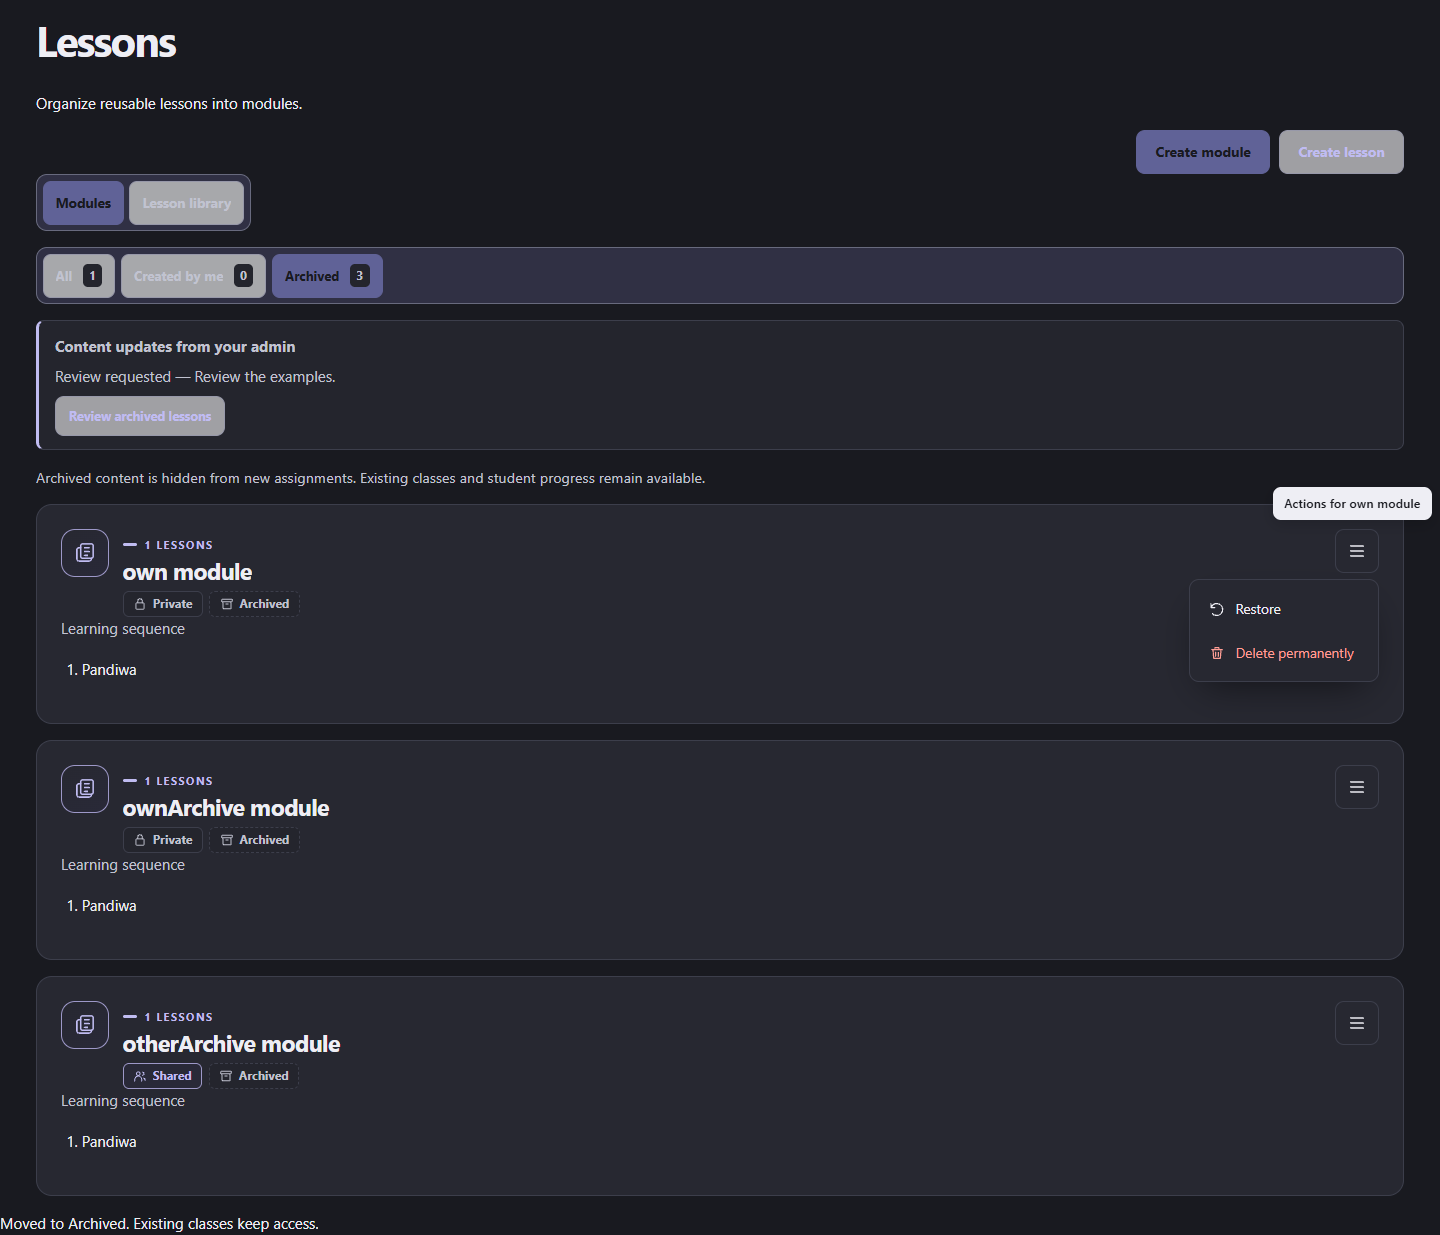 Lessons
Organize reusable lessons into modules.
Create module
Create lesson
Modules
Lesson library
All 1
Created by me 0
Archived 3
Content updates from your admin
Review requested — Review the examples.
Review archived lessons
Archived content is hidden from new assignments. Existing classes and student progress remain available.
Actions for own module
1 LESSONS
own module
Private
Archived
Learning sequence
1. Pandiwa
Restore
Delete permanently
1 LESSONS
ownArchive module
Private
Archived
Learning sequence
1. Pandiwa
1 LESSONS
otherArchive module
Shared
Archived
Learning sequence
1. Pandiwa
Moved to Archived. Existing classes keep access.